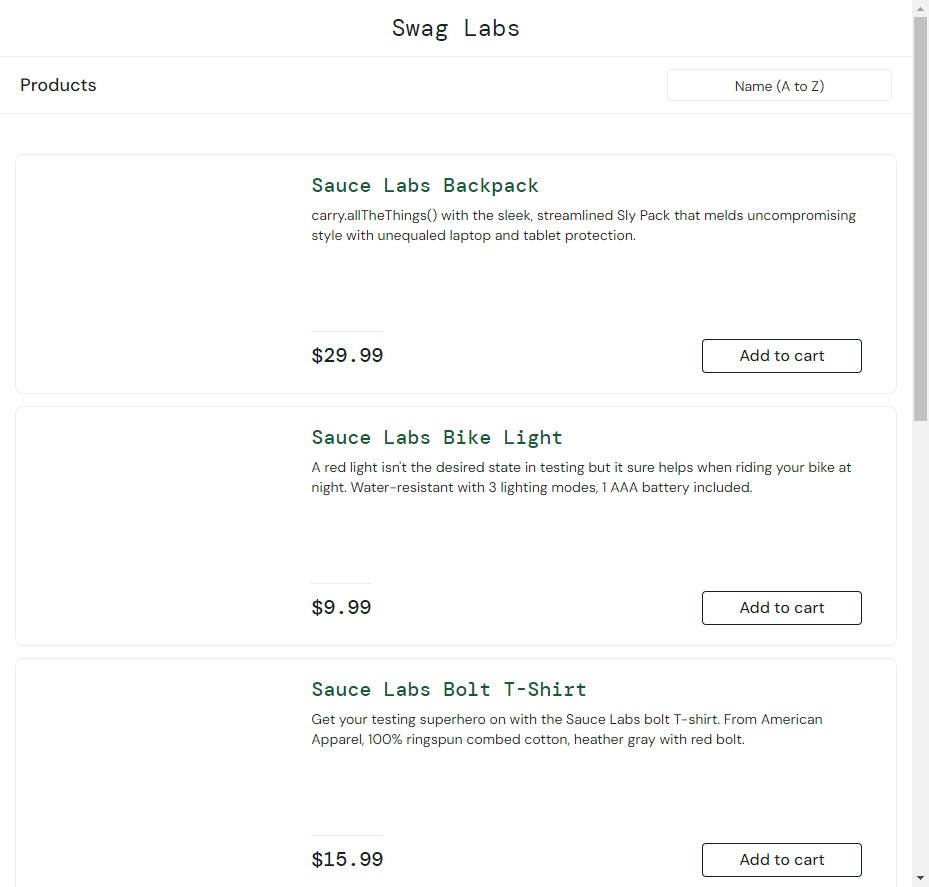 Swag Labs
Products
Name (A to Z)
Sauce Labs Backpack
carry.allTheThings() with the sleek, streamlined Sly Pack that melds uncompromising
style with unequaled laptop and tablet protection.
$29.99
Add to cart
Sauce Labs Bike Light
A red light isn't the desired state in testing but it sure helps when riding your bike at
night. Water-resistant with 3 lighting modes, 1 AAA battery included.
$9.99
Add to cart
Sauce Labs Bolt T-Shirt
Get your testing superhero on with the Sauce Labs bolt T-shirt. From American
Apparel, 100% ringspun combed cotton, heather gray with red bolt.
$15.99
Add to cart